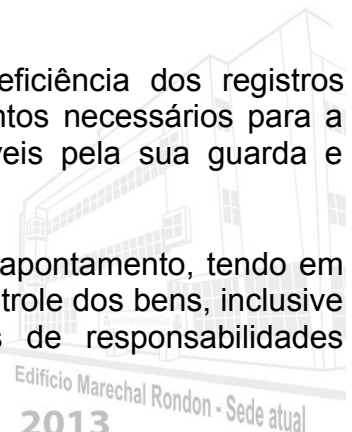 eficiência dos registros
ntos necessários para a
veis pela sua guarda e
apontamento, tendo em
trole dos bens, inclusive
s de responsabilidades
Edifício Marechal Rondon - Sede atual
2013